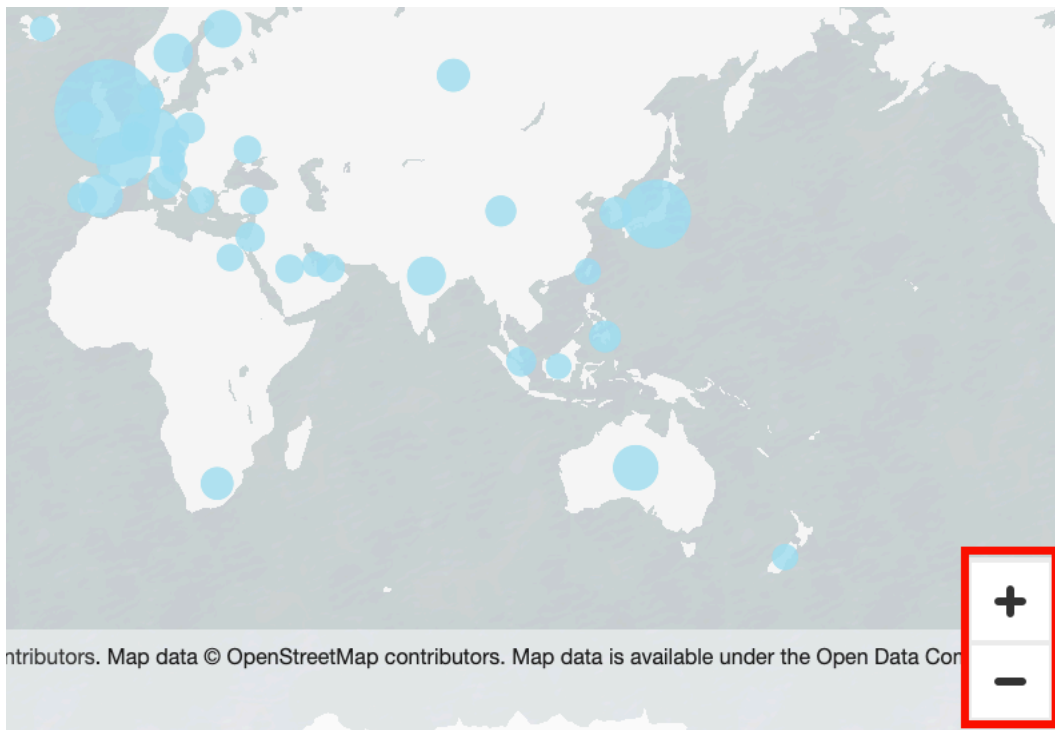 ntributors. Map data © OpenStreetMap contributors. Map data is available under the Open Data Con
+
−